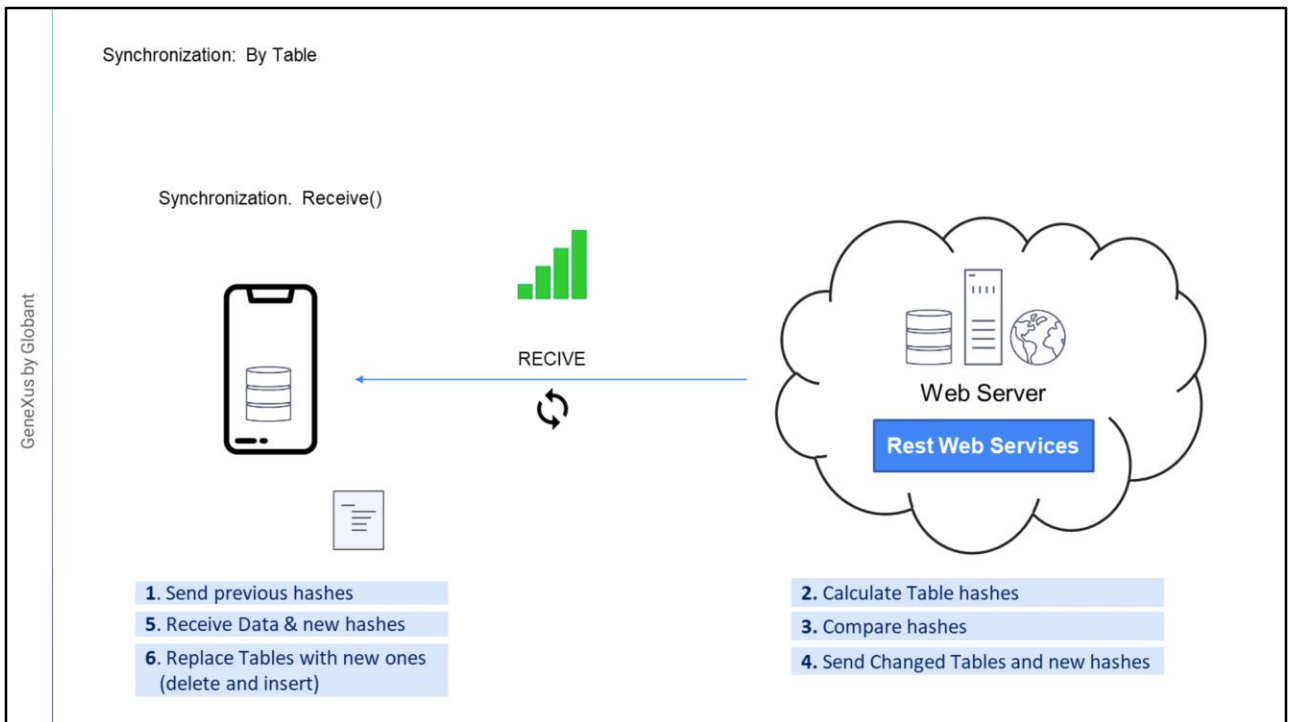 Synchronization: By Table
Synchronization. Receive()
GeneXus by Globant
RECIVE
Web Server
Rest Web Services
1. Send previous hashes
5. Receive Data & new hashes
6. Replace Tables with new ones
(delete and insert)
2. Calculate Table hashes
3. Compare hashes
4. Send Changed Tables and new hashes